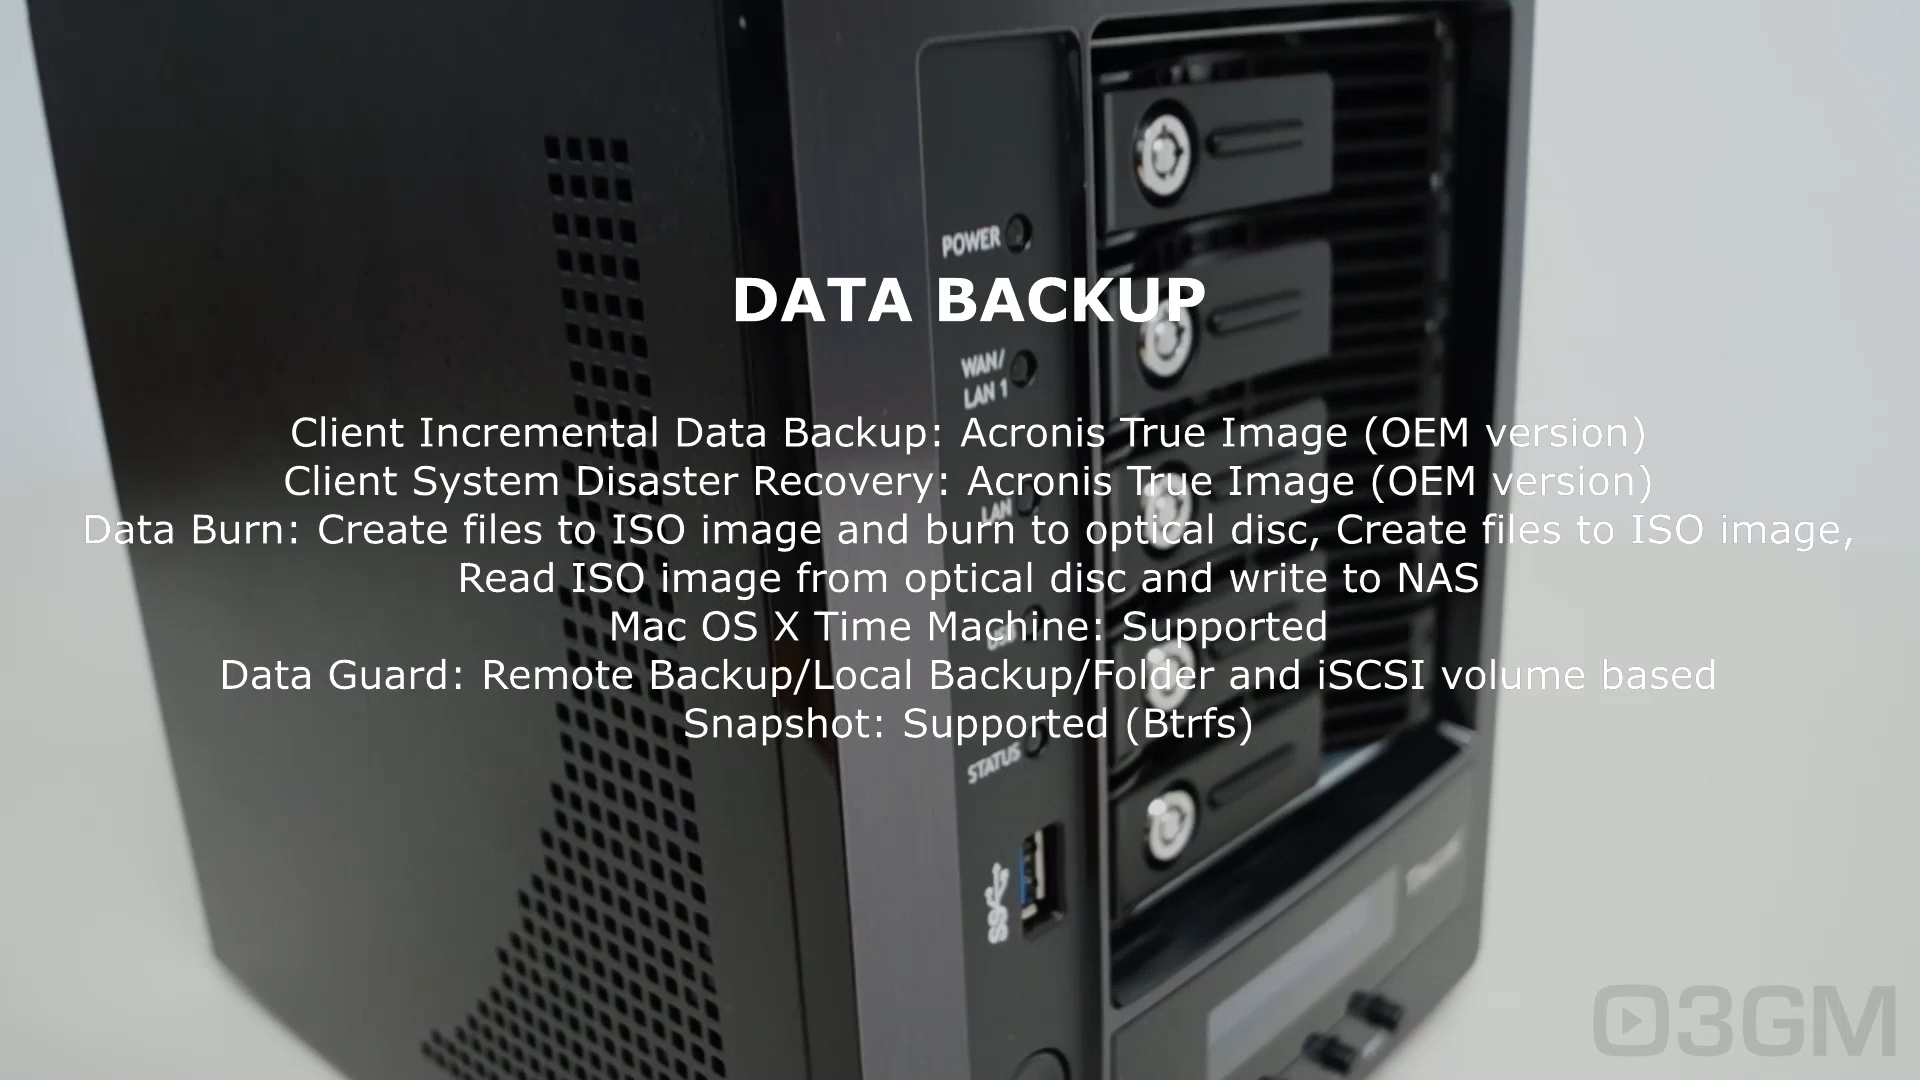 POWER
DATA BACKUP
WAN/
LAN 1
Client Incremental Data Backup: Acronis True Image (OEM version)
Client System Disaster Recovery: Acronis True Image (OEM version)
LAN
Data Burn: Create files to ISO image and burn to optical disc, Create files to ISO image,
Read ISO image from optical disc and write to NAS
Mac OS X Time Machine: Supported
Data Guard: Remote Backup/Local Backup/Folder and iSCSI volume based
Snapshot: Supported (Btrfs)
STATUS
SS
O3GM